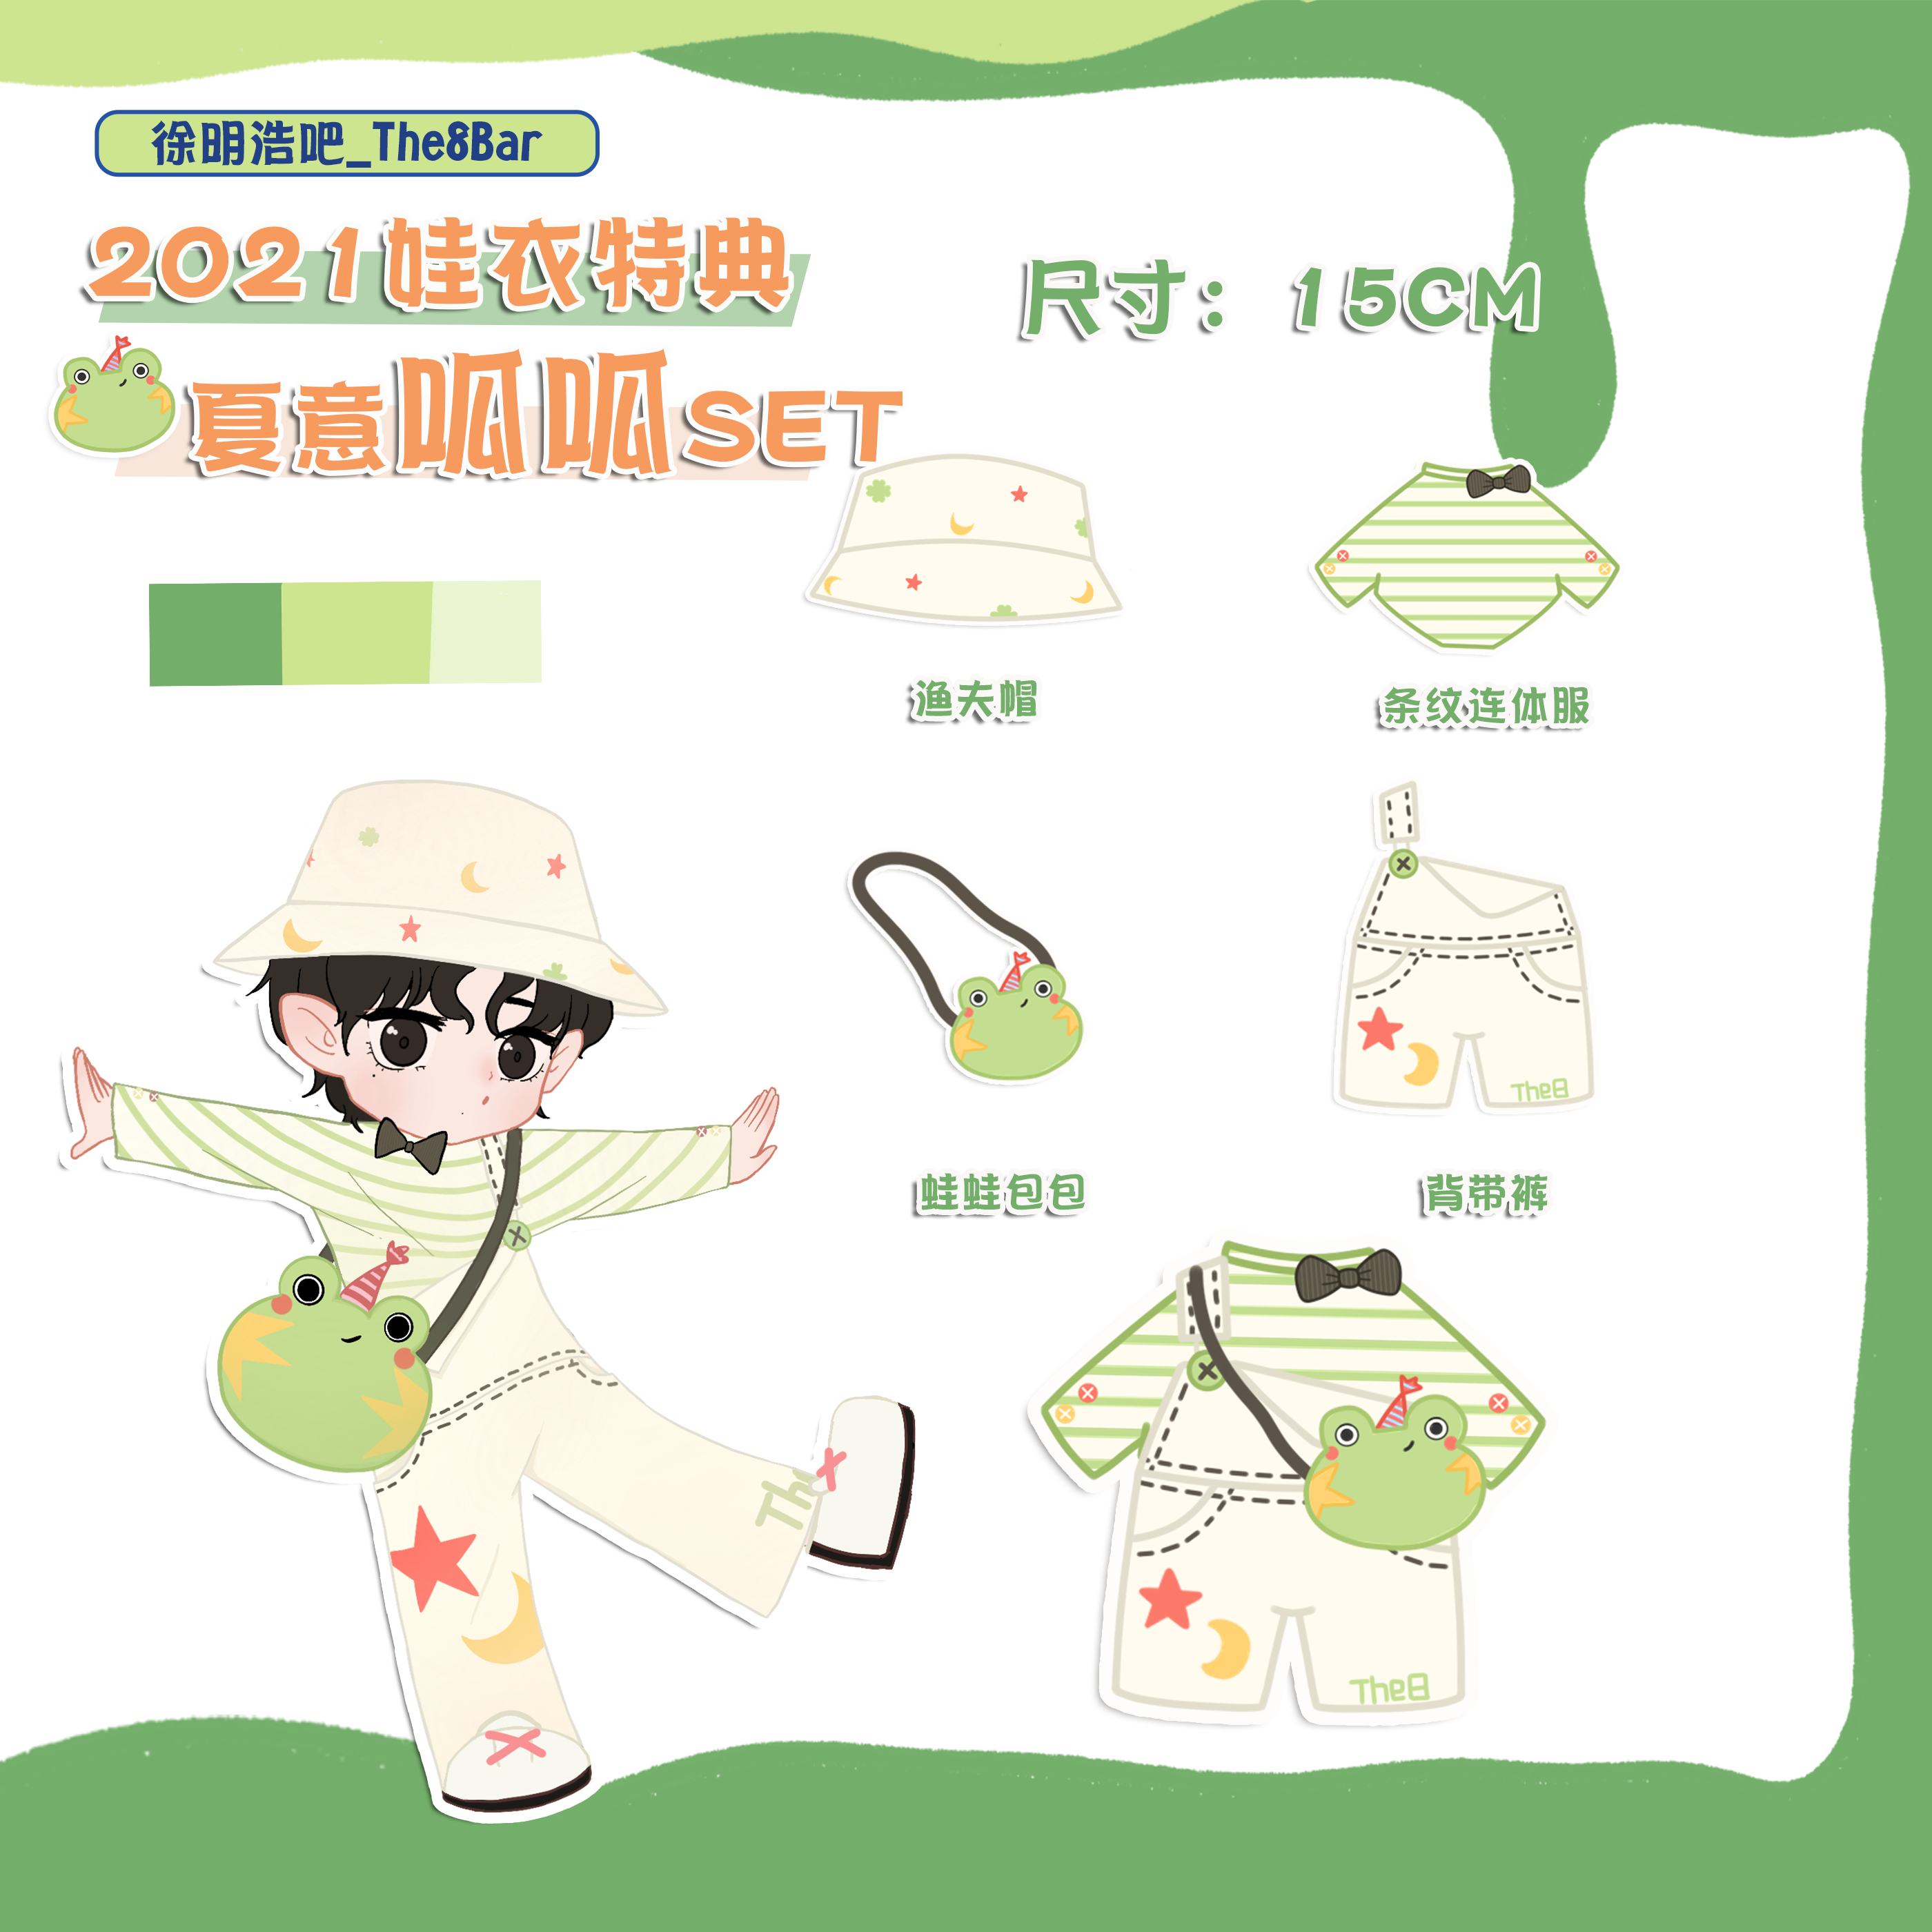 徐明浩吧_The8Bar
2021娃衣特典
尺寸：15CM
夏意呱呱SET
渔夫帽
条纹连体服
The8
蛙蛙包包
背带裤
Th
The8